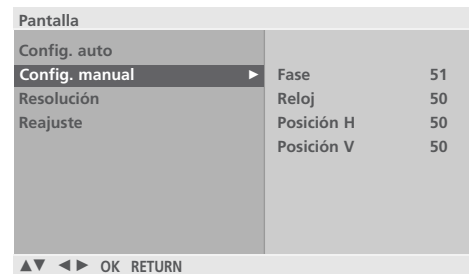 Pantalla
Config. auto
Config. manual ►
Resolución
Reajuste
Fase 51
Reloj 50
Posición H 50
Posición V 50
▲▼ ◄► OK RETURN